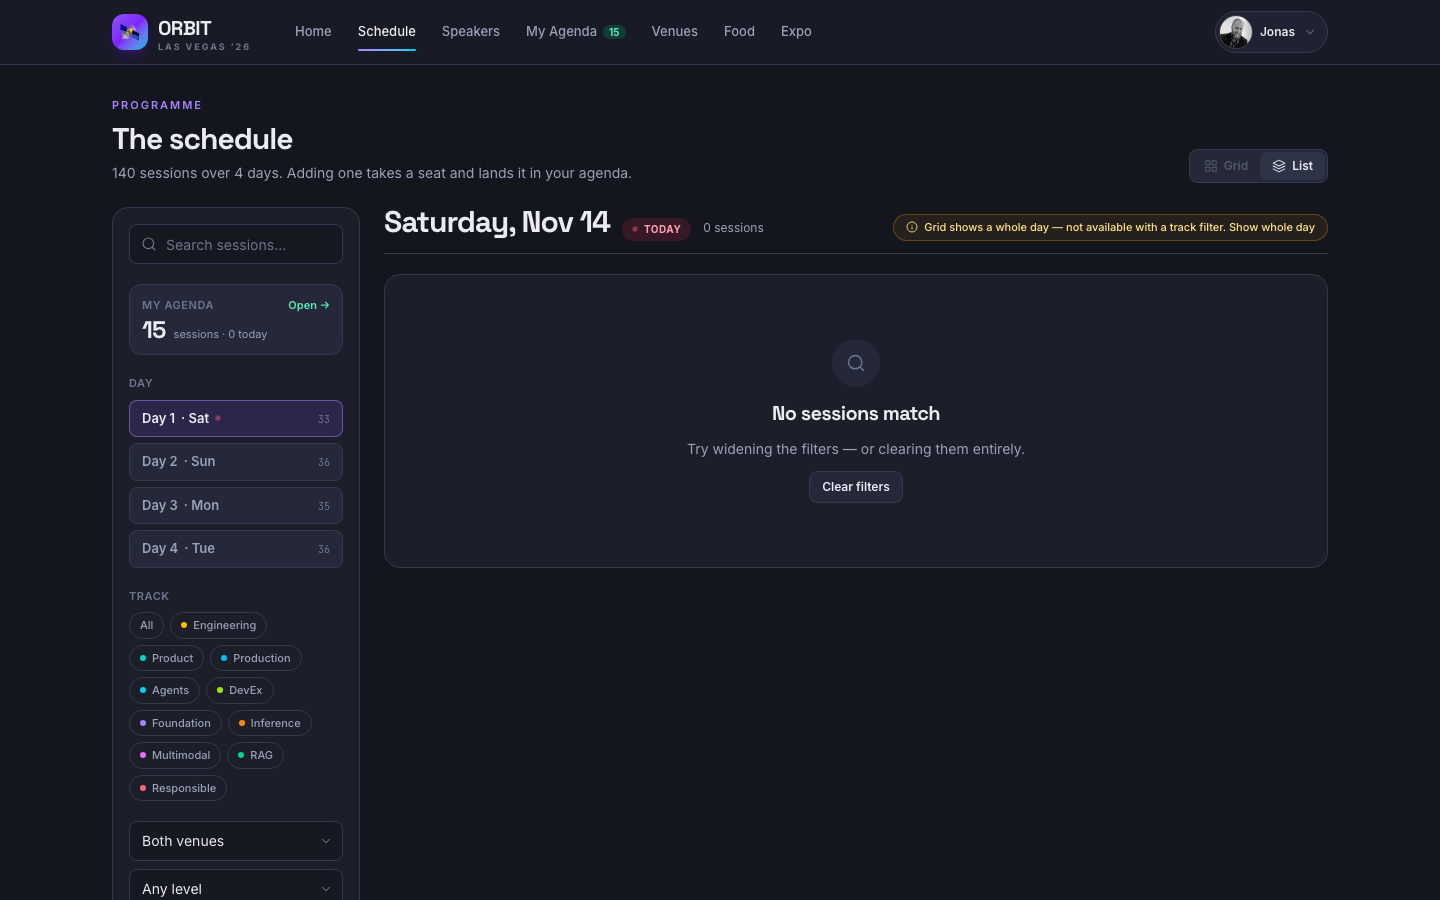 ORBIT
LAS VEGAS '26
Home
Schedule
Speakers
My Agenda 15
Venues
Food
Expo
Jonas
PROGRAMME
The schedule
140 sessions over 4 days. Adding one takes a seat and lands it in your agenda.
Grid
List
Search sessions...
MY AGENDA
Open →
15 sessions · 0 today
DAY
Day 1 · Sat 33
Day 2 · Sun 36
Day 3 · Mon 35
Day 4 · Tue 36
TRACK
All
Engineering
Product
Production
Agents
DevEx
Foundation
Inference
Multimodal
RAG
Responsible
Both venues
Any level
Saturday, Nov 14
TODAY
0 sessions
Grid shows a whole day — not available with a track filter. Show whole day
No sessions match
Try widening the filters — or clearing them entirely.
Clear filters